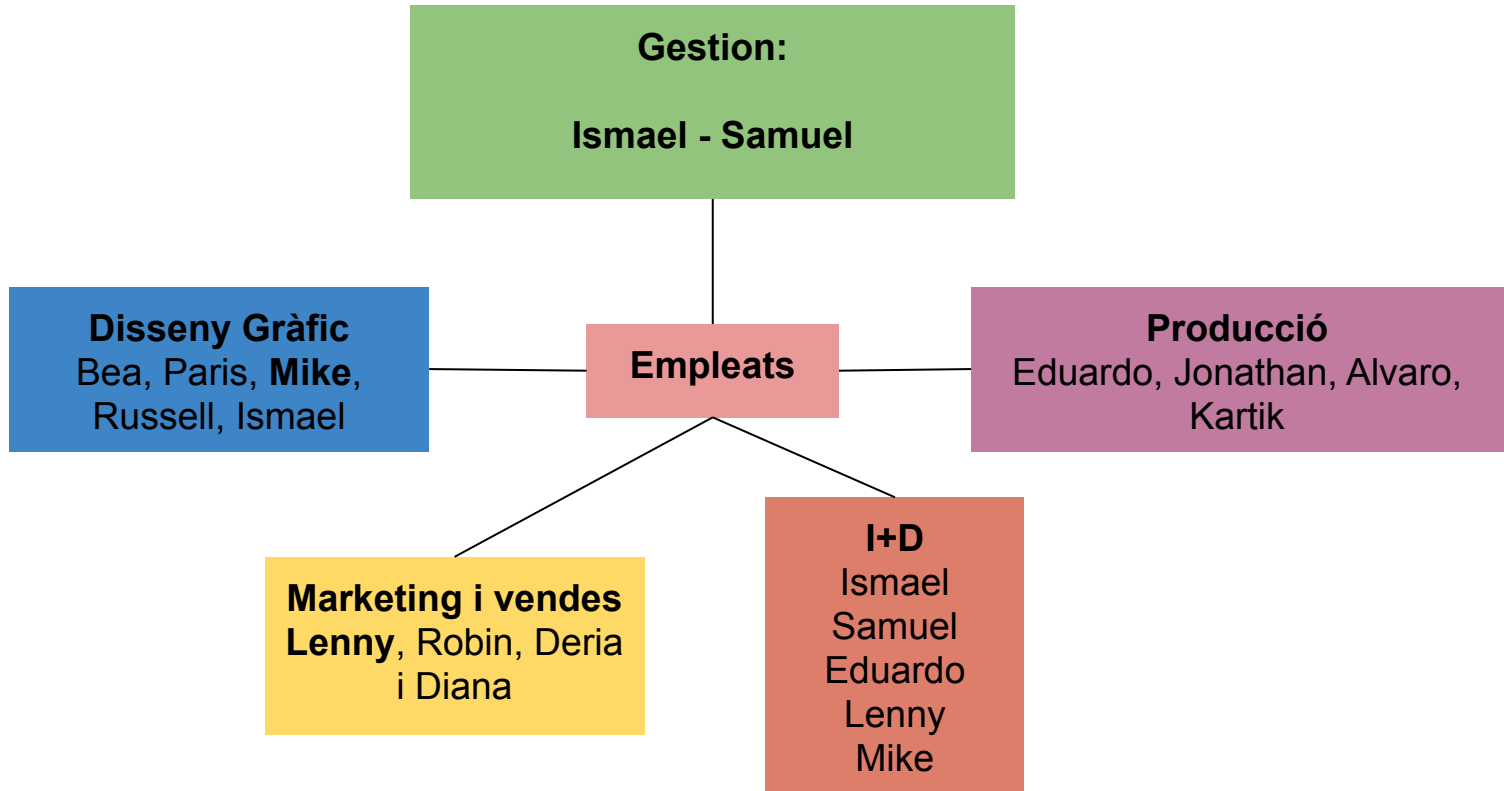 Gestion:
Ismael - Samuel
Disseny Gràfic
Bea, Paris, Mike,
Russell, Ismael
Empleats
Producció
Eduardo, Jonathan, Alvaro,
Kartik
Marketing i vendes
Lenny, Robin, Deria
i Diana
I+D
Ismael
Samuel
Eduardo
Lenny
Mike